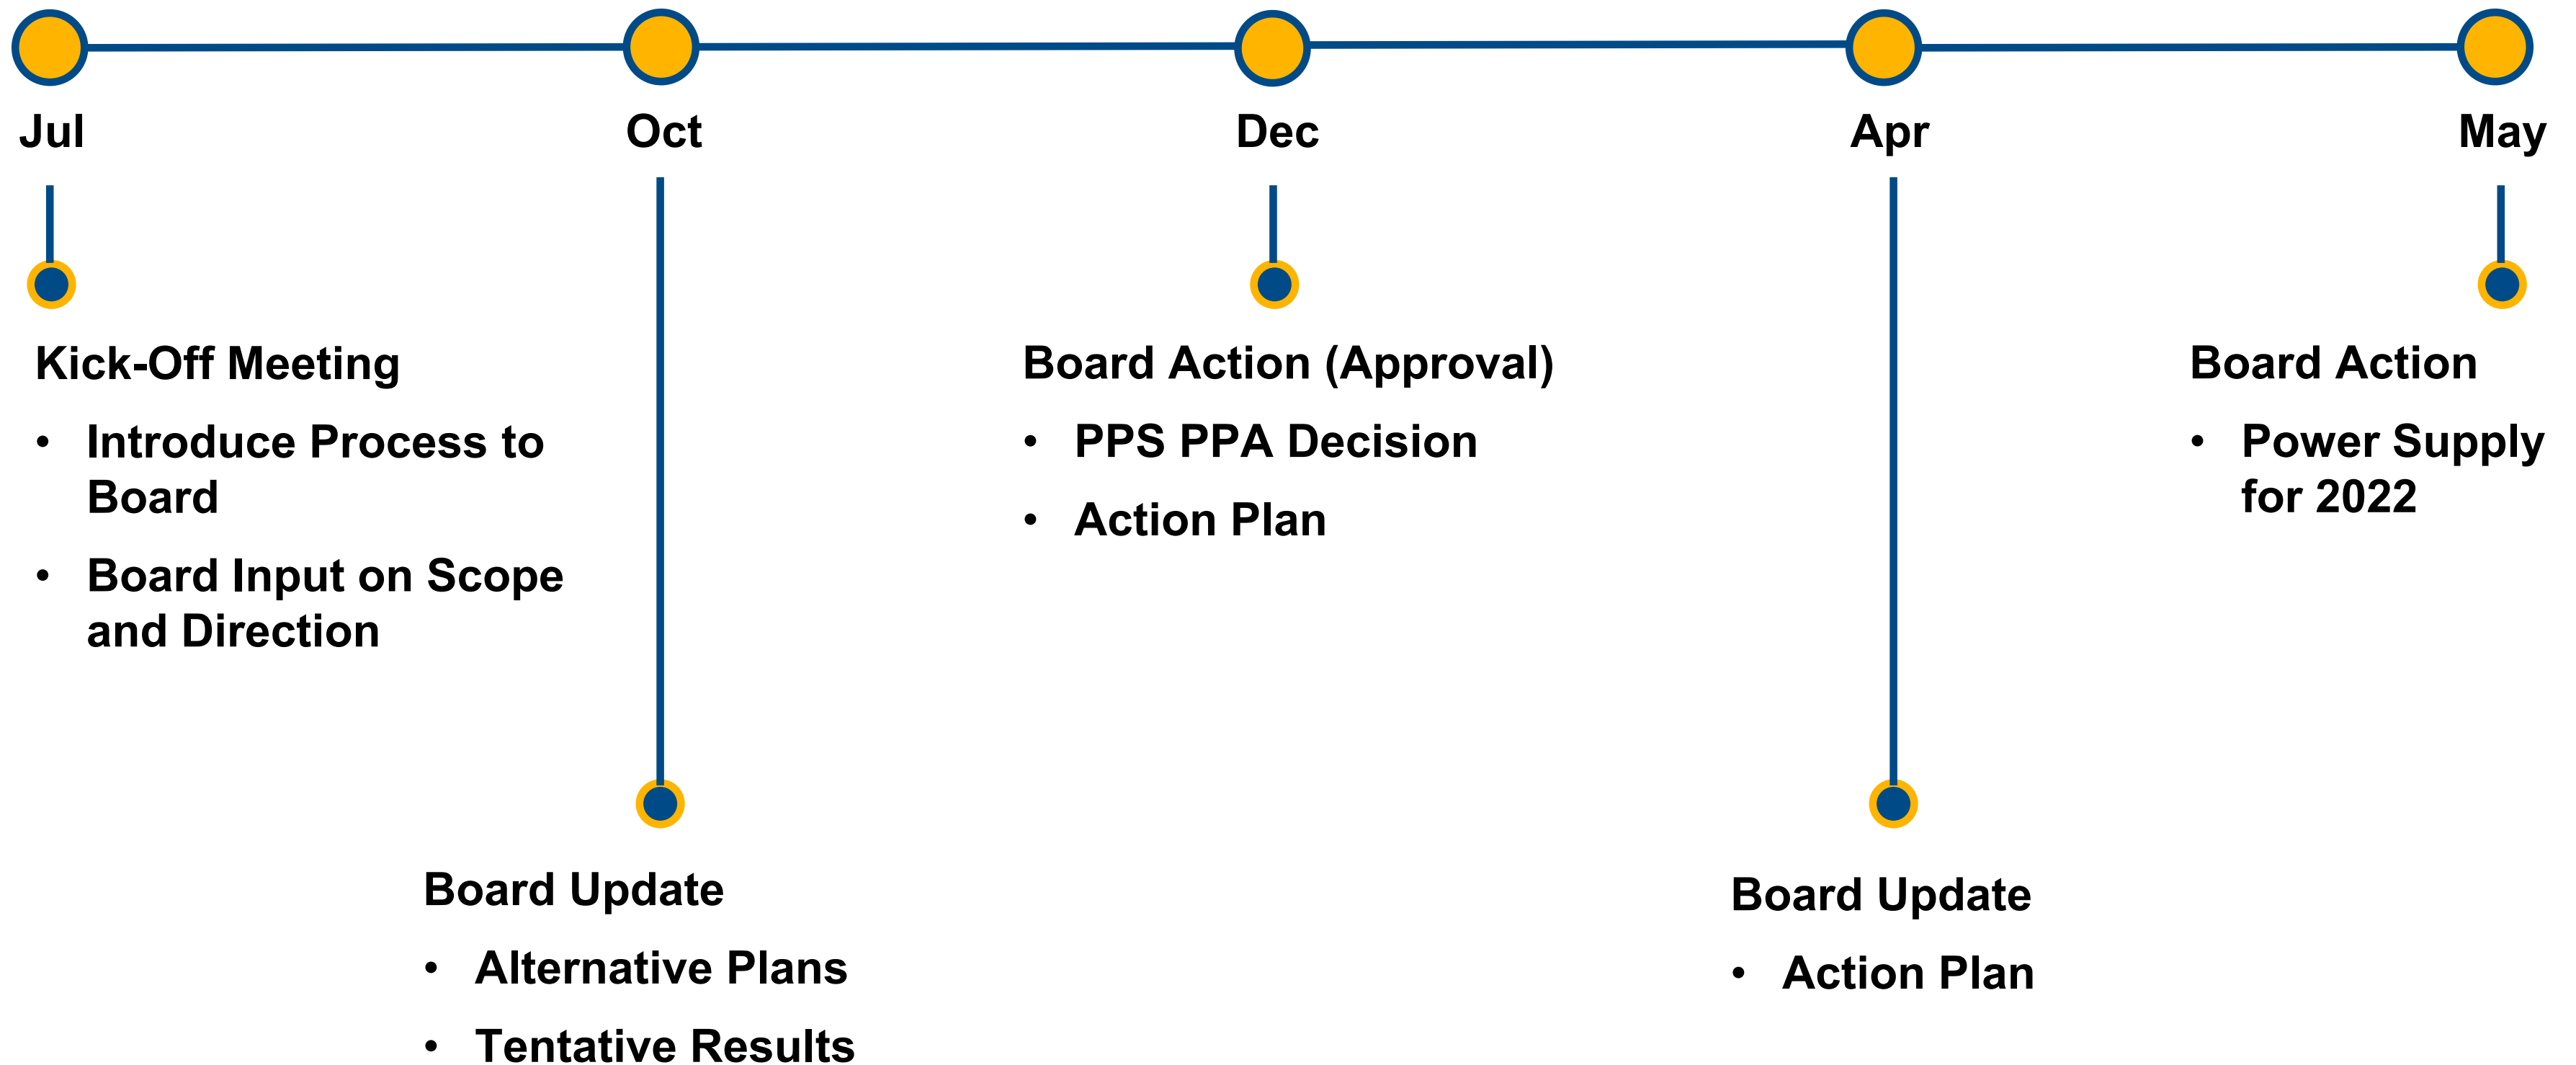 Jul
Oct
Dec
Apr
May
Kick-Off Meeting
• Introduce Process to
Board
• Board Input on Scope
and Direction
Board Update
• Alternative Plans
• Tentative Results
Board Action (Approval)
• PPS PPA Decision
• Action Plan
Board Update
• Action Plan
Board Action
• Power Supply
for 2022